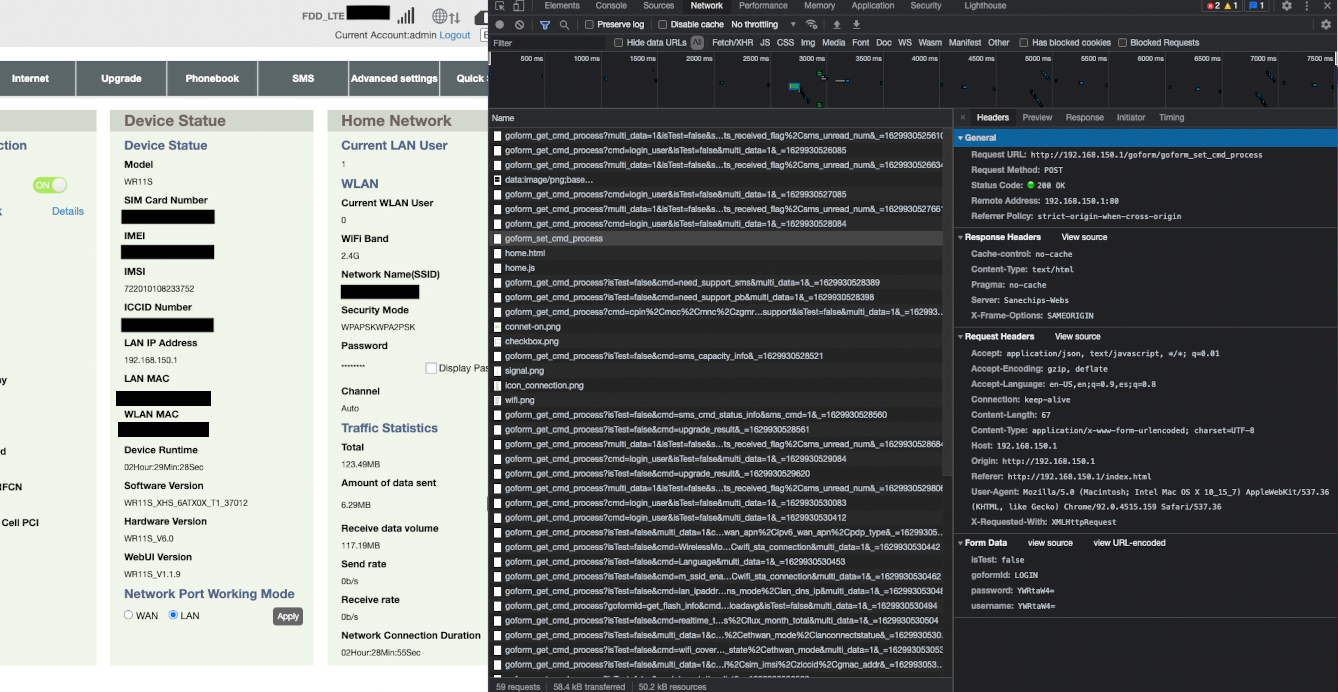 FDD_LTE
Current Account:admin Logout
Internet
Upgrade
Phonebook
SMS
Advanced settings
Quick
ction
ON
Details
RFCN
Cell PCI
Device Statue
Device Statue
Model
WR11S
SIM Card Number
IMEI
IMSI
722010108233752
ICCID Number
LAN IP Address
192.168.150.1
LAN MAC
WLAN MAC
Device Runtime
02Hour:29Min:28Sec
Software Version
WR11S_XHS_6ATX0X_T1_37012
Hardware Version
WR11S_V6.0
WebUI Version
WR11S_V1.1.9
Network Port Working Mode
WAN LAN Apply
Home Network
Current LAN User
1
WLAN
Current WLAN User
0
WiFi Band
2.4G
Network Name(SSID)
Security Mode
WPAPSKWPA2PSK
Password
******** Display Pas
Channel
Auto
Traffic Statistics
Total
123.49MB
Amount of data sent
6.29MB
Receive data volume
117.19MB
Send rate
0b/s
Receive rate
0b/s
Network Connection Duration
02Hour:28Min:55Sec
Elements Console Sources Network Performance Memory Application Security Lighthouse 2 1 1
Preserve log Disable cache No throttling
Filter Hide data URLs All Fetch/XHR JS CSS Img Media Font Doc WS Wasm Manifest Other Has blocked cookies Blocked Requests
500 ms 1000 ms 1500 ms 2000 ms 2500 ms 3000 ms 3500 ms 4000 ms 4500 ms 5000 ms 5500 ms 6000 ms 6500 ms 7000 ms 7500 ms
Name
goform_get_cmd_process?multi_data=1&isTest=false&s…ts_received_flag%2Csms_unread_num&_=1629930525610
goform_get_cmd_process?cmd=login_user&isTest=false&multi_data=1&_=1629930526085
goform_get_cmd_process?multi_data=1&isTest=false&s…ts_received_flag%2Csms_unread_num&_=1629930526634
data:image/png;base…
goform_get_cmd_process?cmd=login_user&isTest=false&multi_data=1&_=1629930527085
goform_get_cmd_process?multi_data=1&isTest=false&s…ts_received_flag%2Csms_unread_num&_=1629930527661
goform_get_cmd_process?cmd=login_user&isTest=false&multi_data=1&_=1629930528084
goform_set_cmd_process
home.html
home.js
goform_get_cmd_process?isTest=false&cmd=need_support_sms&multi_data=1&_=1629930528389
goform_get_cmd_process?isTest=false&cmd=need_support_pb&multi_data=1&_=1629930528398
goform_get_cmd_process?cmd=cpin%2Cmcc%2Cmnc%2Czgmr…support&isTest=false&multi_data=1&_=162993…
connet-on.png
checkbox.png
goform_get_cmd_process?isTest=false&cmd=sms_capacity_info&_=1629930528521
signal.png
icon_connection.png
wifi.png
goform_get_cmd_process?isTest=false&cmd=sms_cmd_status_info&sms_cmd=1&_=1629930528560
goform_get_cmd_process?isTest=false&cmd=upgrade_result&_=1629930528561
goform_get_cmd_process?multi_data=1&isTest=false&s…ts_received_flag%2Csms_unread_num&_=1629930528684
goform_get_cmd_process?cmd=login_user&isTest=false&multi_data=1&_=1629930529084
goform_get_cmd_process?isTest=false&cmd=upgrade_result&_=1629930529620
goform_get_cmd_process?multi_data=1&isTest=false&s…ts_received_flag%2Csms_unread_num&_=1629930529806
goform_get_cmd_process?cmd=login_user&isTest=false&multi_data=1&_=1629930530083
goform_get_cmd_process?cmd=login_user&isTest=false&multi_data=1&_=1629930530412
goform_get_cmd_process?isTest=false&multi_data=1&c…wan_apn%2Cipv6_wan_apn%2Cpdp_type&_=16299305…
goform_get_cmd_process?isTest=false&cmd=WirelessMo…Cwifi_sta_connection&multi_data=1&_=1629930530442
goform_get_cmd_process?isTest=false&cmd=Language&multi_data=1&_=1629930530453
goform_get_cmd_process?isTest=false&cmd=m_ssid_ena…Cwifi_sta_connection&multi_data=1&_=1629930530462
goform_get_cmd_process?isTest=false&cmd=lan_ipaddr…ns_mode%2Clan_dns_ip&multi_data=1&_=1629930530485
goform_get_cmd_process?goformId=get_flash_info&cmd…loadavg&isTest=false&multi_data=1&_=1629930530494
goform_get_cmd_process?isTest=false&cmd=realtime_t…s%2Cflux_month_total&multi_data=1&_=1629930530504
goform_get_cmd_process?isTest=false&multi_data=1&c…%2Cethwan_mode%2Clanconnectstatue&_=1629930530…
goform_get_cmd_process?isTest=false&cmd=wifi_cover…_state%2Cethwan_mode&multi_data=1&_=1629930530535
goform_get_cmd_process?isTest=false&multi_data=1&c…i%2Csim_imsi%2Cziccid%2Cgmac_addr&_=162993053…
59 requests 58.4 kB transferred 50.2 kB resources
Headers Preview Response Initiator Timing
General
Request URL: http://192.168.150.1/goform/goform_set_cmd_process
Request Method: POST
Status Code: 200 OK
Remote Address: 192.168.150.1:80
Referrer Policy: strict-origin-when-cross-origin
Response Headers View source
Cache-control: no-cache
Content-Type: text/html
Pragma: no-cache
Server: Sanechips-Webs
X-Frame-Options: SAMEORIGIN
Request Headers View source
Accept: application/json, text/javascript, */*; q=0.01
Accept-Encoding: gzip, deflate
Accept-Language: en-US,en;q=0.9,es;q=0.8
Connection: keep-alive
Content-Length: 67
Content-Type: application/x-www-form-urlencoded; charset=UTF-8
Host: 192.168.150.1
Origin: http://192.168.150.1
Referer: http://192.168.150.1/index.html
User-Agent: Mozilla/5.0 (Macintosh; Intel Mac OS X 10_15_7) AppleWebKit/537.36
(KHTML, like Gecko) Chrome/92.0.4515.159 Safari/537.36
X-Requested-With: XMLHttpRequest
Form Data view source view URL-encoded
isTest: false
goformId: LOGIN
password: YWRtaW4=
username: YWRtaW4=